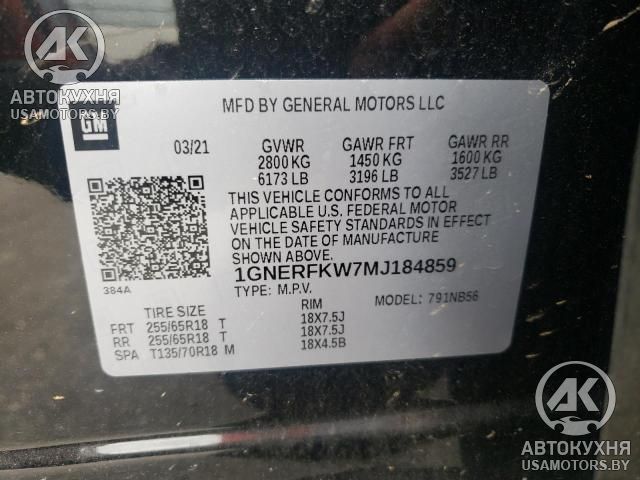 AK
АВТОКУХНЯ
USAMOTORS.BY
GM
MFD BY GENERAL MOTORS LLC
03/21 GVWR GAWR FRT GAWR RR
2800 KG 1450 KG 1600 KG
6173 LB 3196 LB 3527 LB
THIS VEHICLE CONFORMS TO ALL
APPLICABLE U.S. FEDERAL MOTOR
VEHICLE SAFETY STANDARDS IN EFFECT
ON THE DATE OF MANUFACTURE
SHOWN ABOVE.
1GNERFKW7MJ184859
384A TYPE: M.P.V. MODEL: 791NB56
TIRE SIZE RIM
FRT 255/65R18 T 18X7.5J
RR 255/65R18 T 18X7.5J
SPA T135/70R18 M 18X4.5B
AK
АВТОКУХНЯ
USAMOTORS.BY